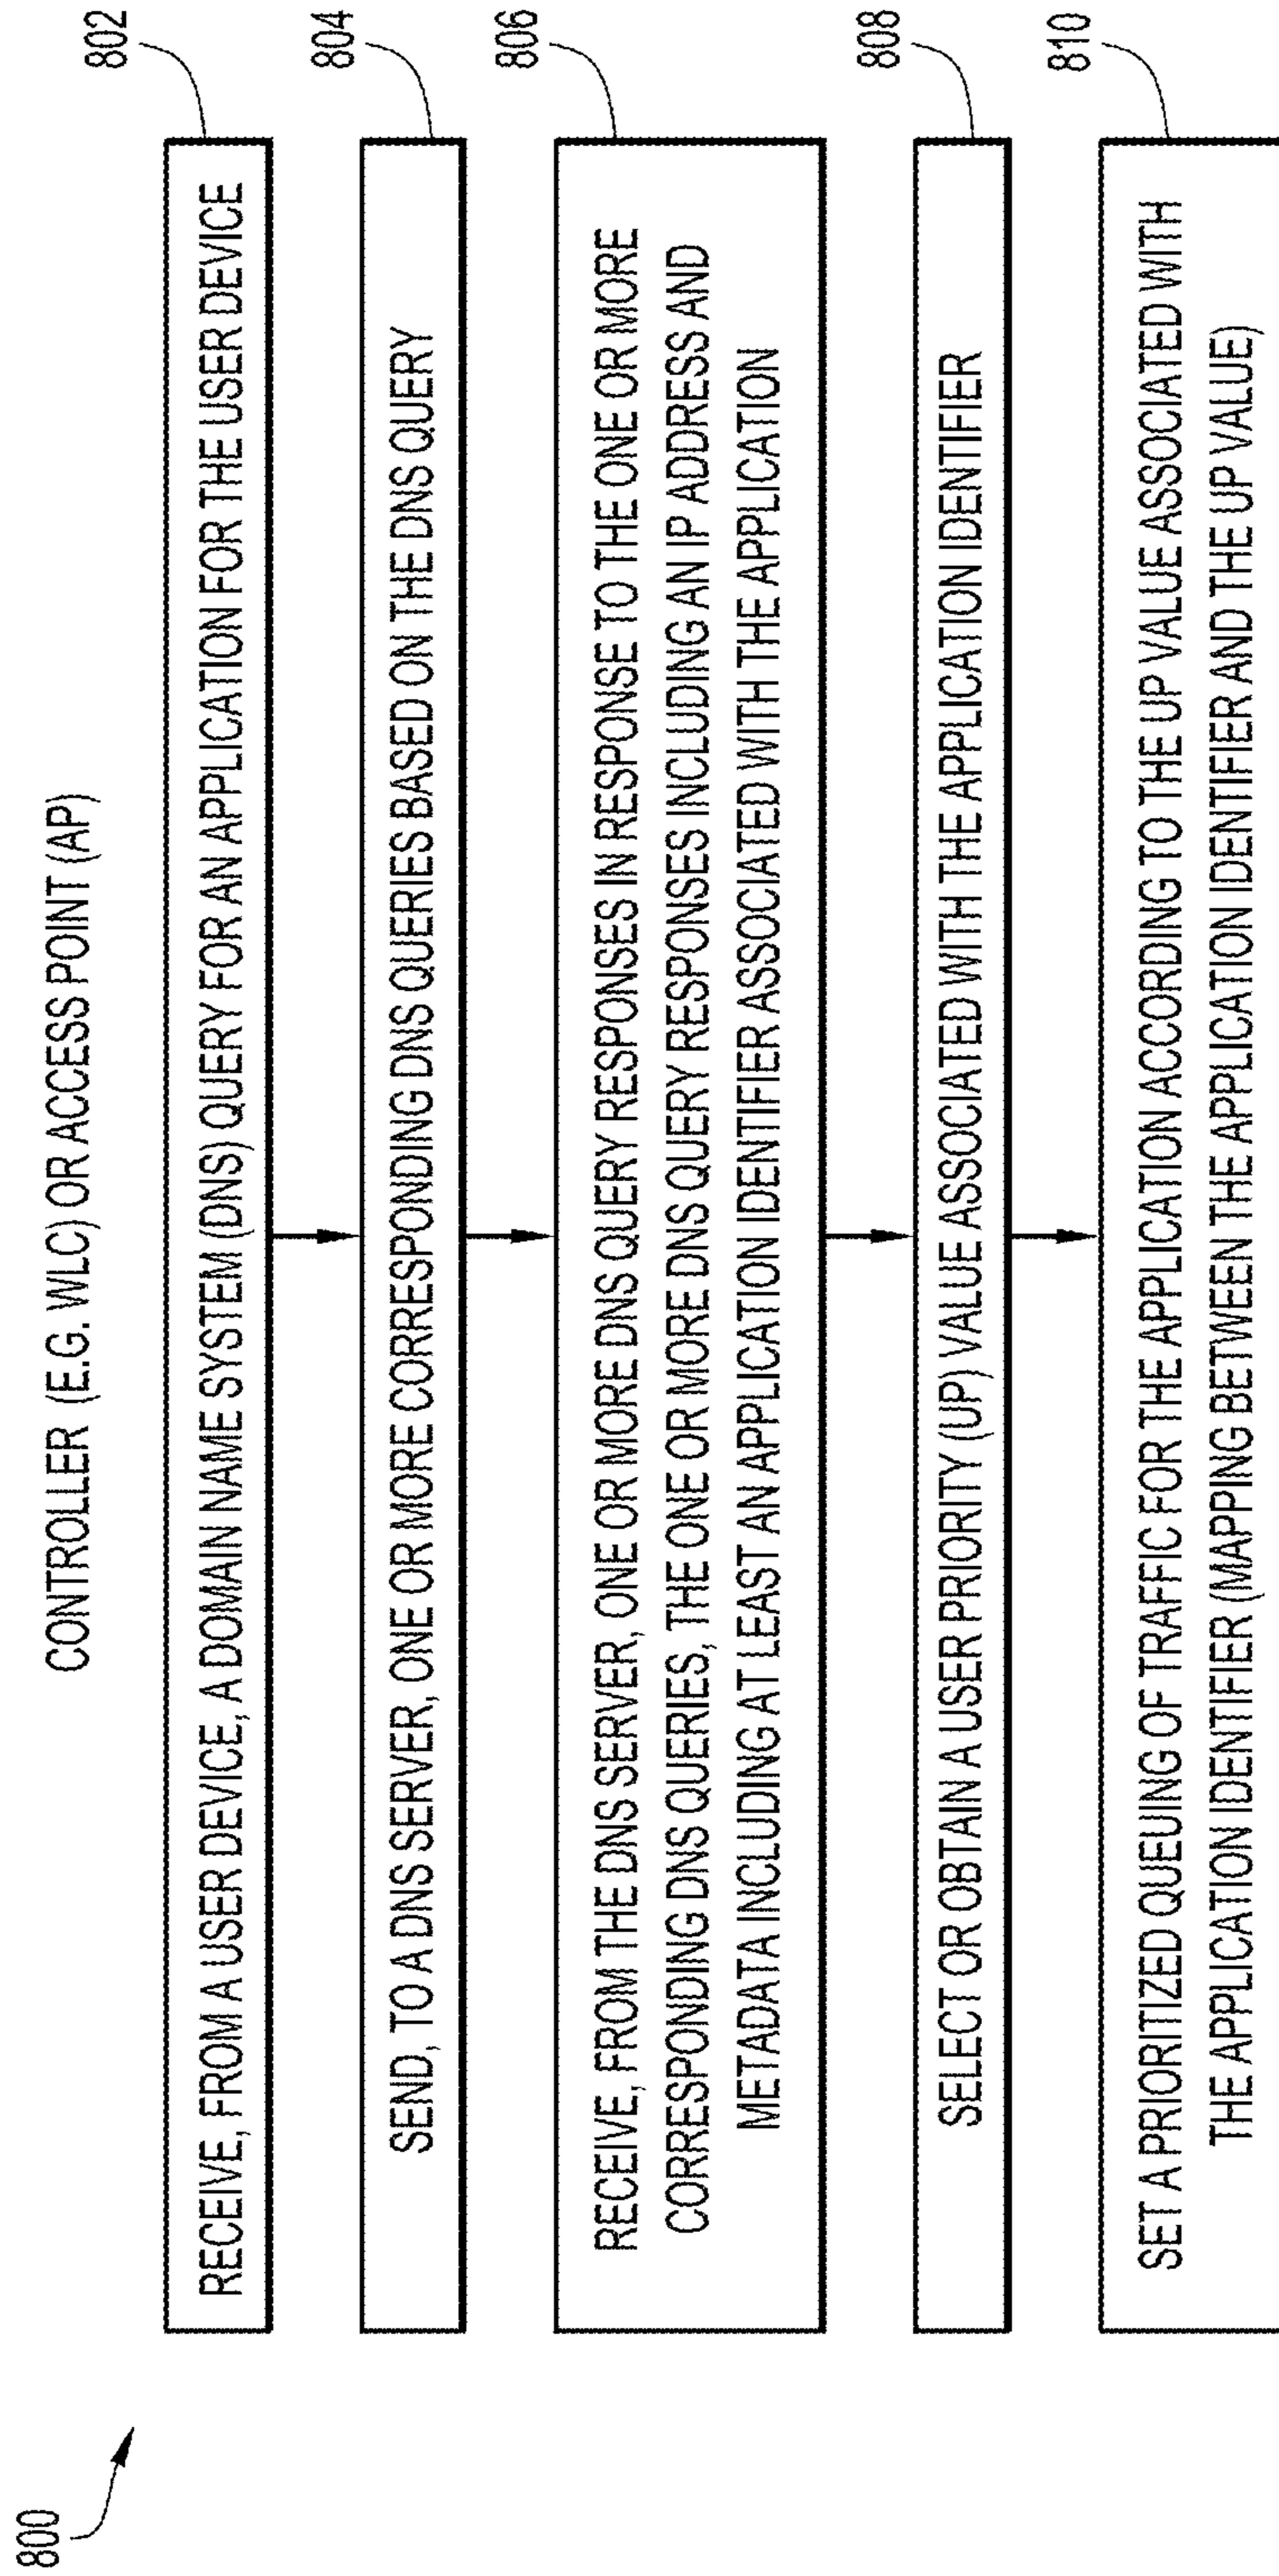 800
CONTROLLER (E.G. WLC) OR ACCESS POINT (AP)
802
RECEIVE, FROM A USER DEVICE, A DOMAIN NAME SYSTEM (DNS) QUERY FOR AN APPLICATION FOR THE USER DEVICE
804
SEND, TO A DNS SERVER, ONE OR MORE CORRESPONDING DNS QUERIES BASED ON THE DNS QUERY
806
RECEIVE, FROM THE DNS SERVER, ONE OR MORE DNS QUERY RESPONSES IN RESPONSE TO THE ONE OR MORE
CORRESPONDING DNS QUERIES, THE ONE OR MORE DNS QUERY RESPONSES INCLUDING AN IP ADDRESS AND
METADATA INCLUDING AT LEAST AN APPLICATION IDENTIFIER ASSOCIATED WITH THE APPLICATION
808
SELECT OR OBTAIN A USER PRIORITY (UP) VALUE ASSOCIATED WITH THE APPLICATION IDENTIFIER
810
SET A PRIORITIZED QUEUING OF TRAFFIC FOR THE APPLICATION ACCORDING TO THE UP VALUE ASSOCIATED WITH
THE APPLICATION IDENTIFIER (MAPPING BETWEEN THE APPLICATION IDENTIFIER AND THE UP VALUE)